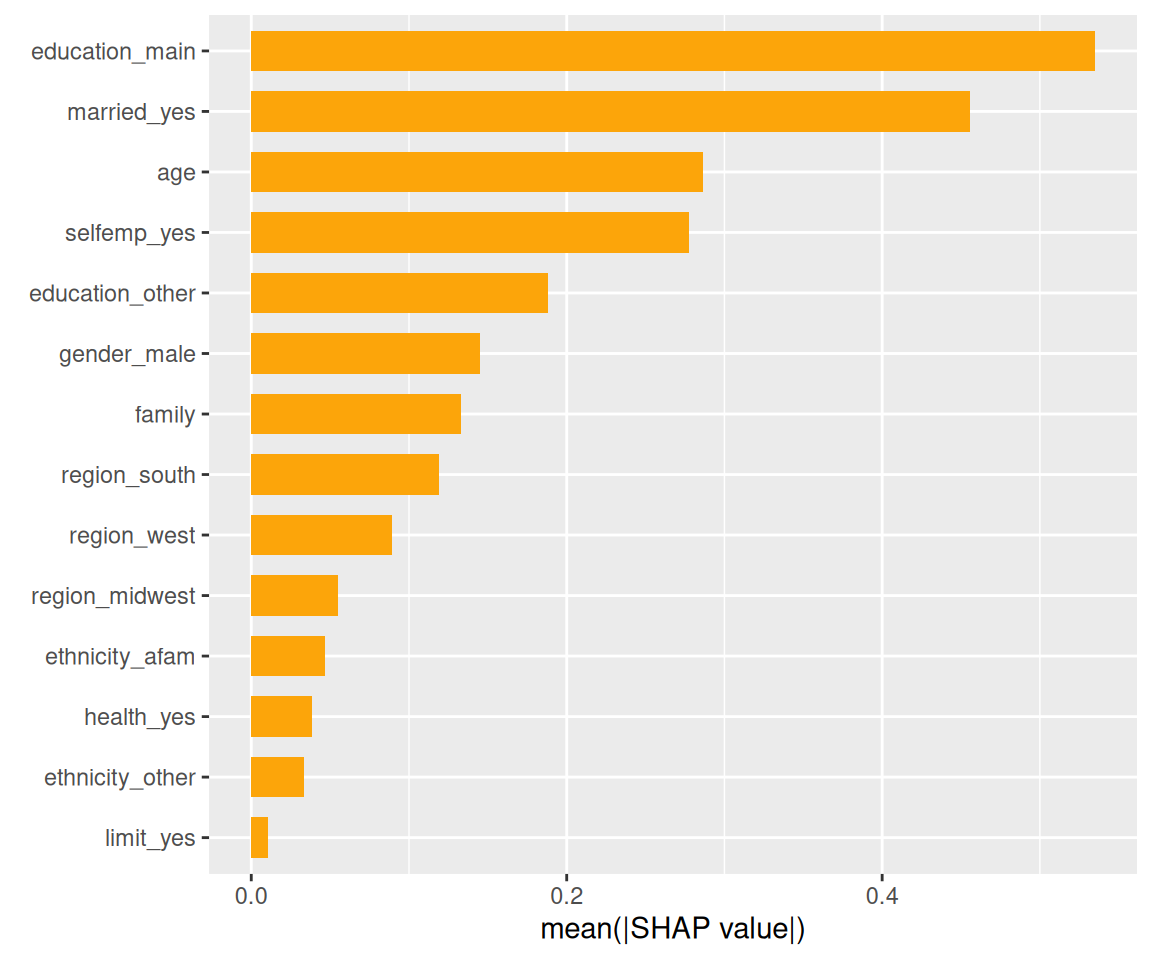 education_main
married_yes
age
selfemp_yes
education_other
gender_male
family
region_south
region_west
region_midwest
ethnicity_afam
health_yes
ethnicity_other
limit_yes
0.0 0.2 0.4
mean(|SHAP value|)